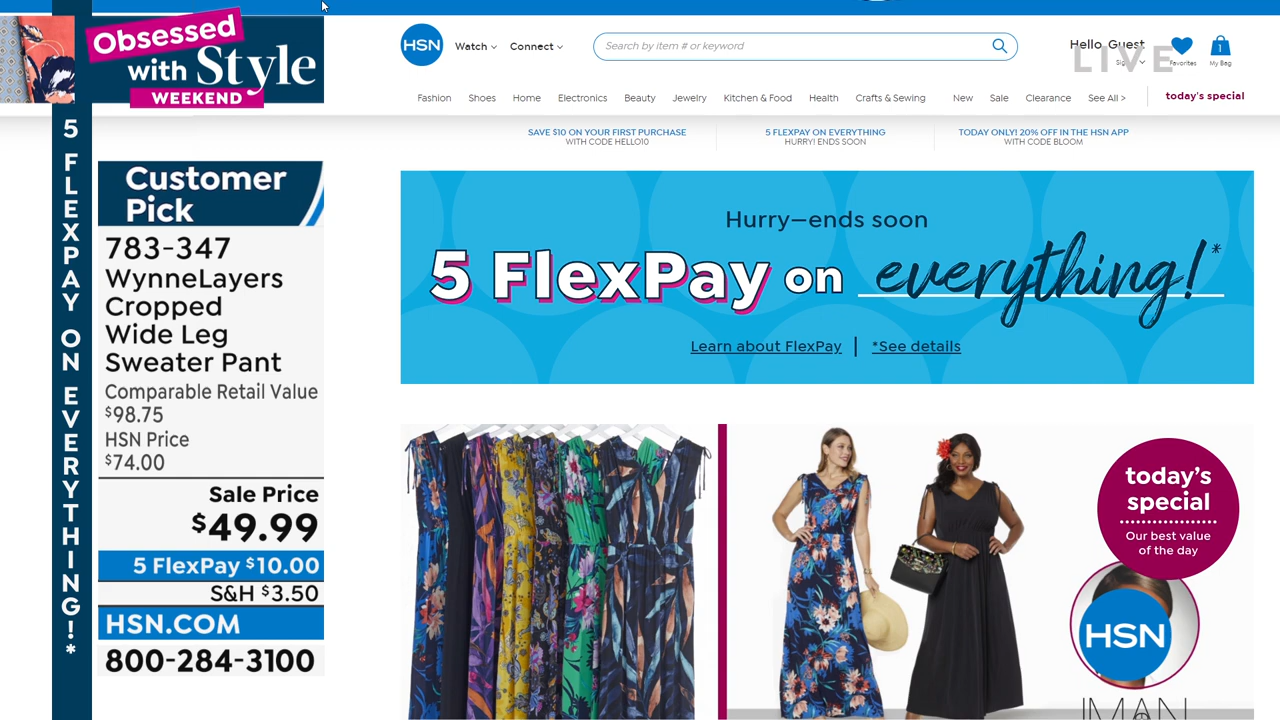 Obsessed
with Style
WEEKEND
5 FLEXPAY ON EVERYTHING!*
Customer
Pick
783-347
WynneLayers
Cropped
Wide Leg
Sweater Pant
Comparable Retail Value
$98.75
HSN Price
$74.00
Sale Price
$49.99
5 FlexPay $10.00
S&H $3.50
HSN.COM
800-284-3100
HSN
Watch
Connect
Search by item # or keyword
Hello, Guest
LIVE
Favorites
1
My Bag
Fashion Shoes Home Electronics Beauty Jewelry Kitchen & Food Health Crafts & Sewing New Sale Clearance See All > today's special
SAVE $10 ON YOUR FIRST PURCHASE
WITH CODE HELLO10
5 FLEXPAY ON EVERYTHING
HURRY! ENDS SOON
TODAY ONLY! 20% OFF IN THE HSN APP
WITH CODE BLOOM
Hurry—ends soon
5 FlexPay on everything!*
Learn about FlexPay | *See details
today's
special
Our best value
of the day
HSN
IMAN